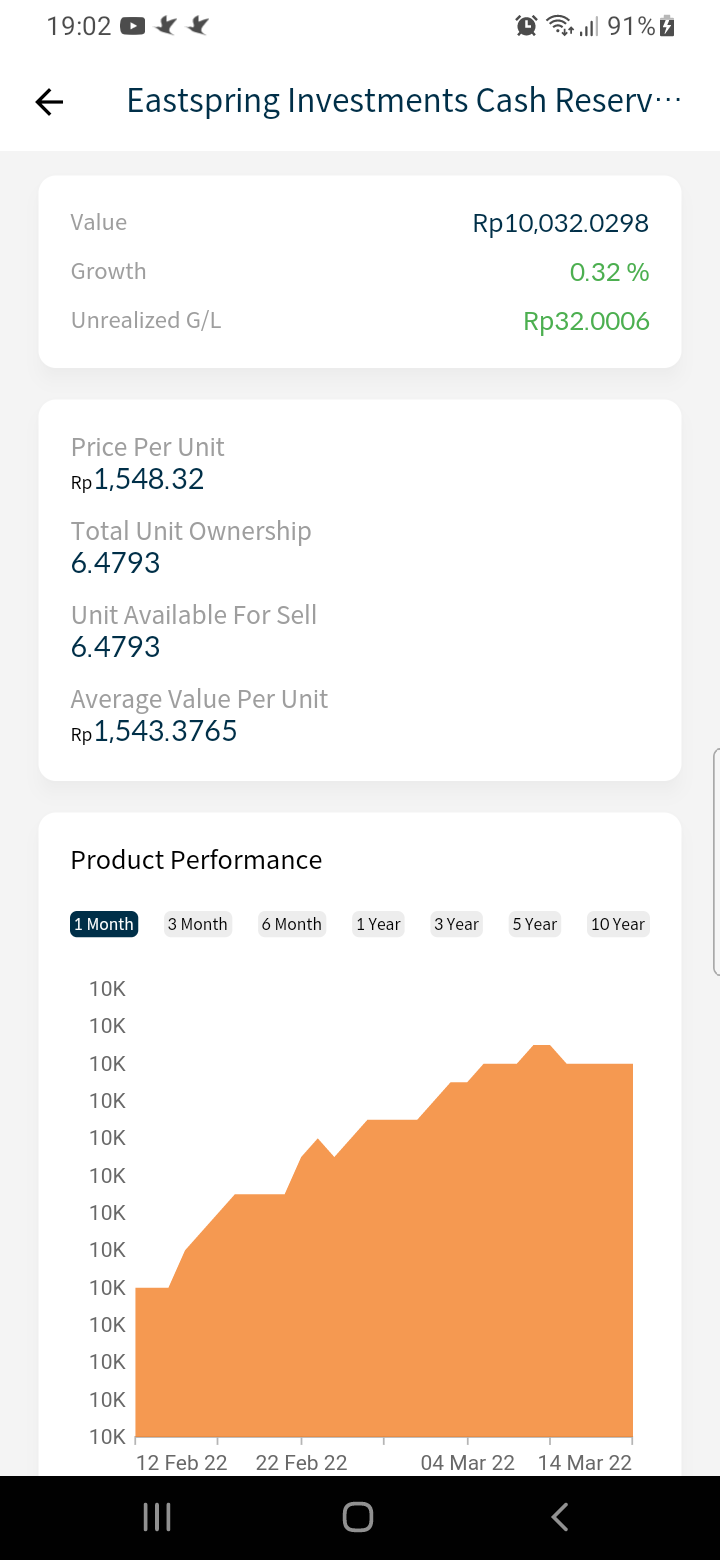 19:02 91%
Eastspring Investments Cash Reserv...
Value Rp10,032.0298
Growth 0.32 %
Unrealized G/L Rp32.0006
Price Per Unit
Rp1,548.32
Total Unit Ownership
6.4793
Unit Available For Sell
6.4793
Average Value Per Unit
Rp1,543.3765
Product Performance
1 Month 3 Month 6 Month 1 Year 3 Year 5 Year 10 Year
10K
10K
10K
10K
10K
10K
10K
10K
10K
10K
10K
10K
10K
12 Feb 22 22 Feb 22 04 Mar 22 14 Mar 22